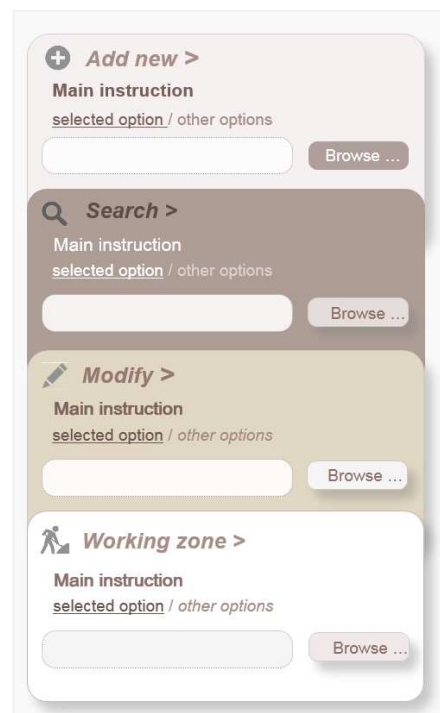 Add new >
Main instruction
selected option / other options
Browse ...
Search >
Main instruction
selected option / other options
Browse ...
Modify >
Main instruction
selected option / other options
Browse ...
Working zone >
Main instruction
selected option / other options
Browse ...